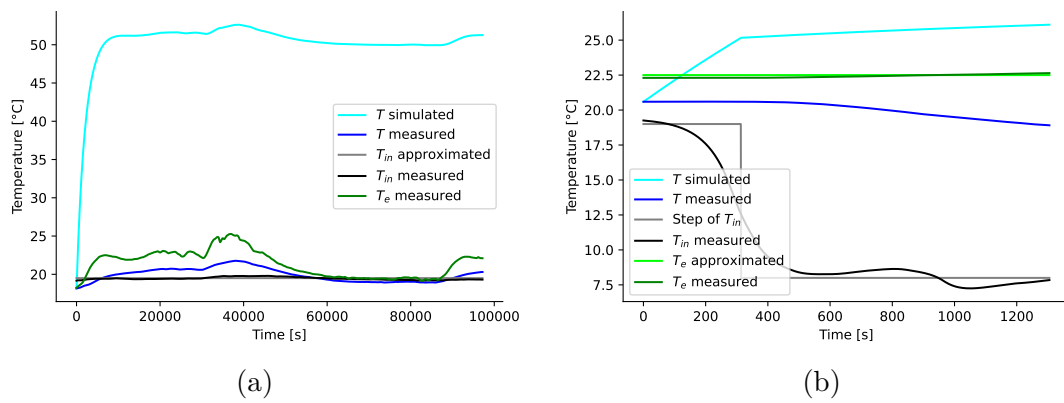 50
45
40
35
30
25
20
Temperature [°C]
0
20000
40000
60000
80000
100000
Time [s]
T simulated
T measured
T_in approximated
T_in measured
T_e measured
(a)
25.0
22.5
20.0
17.5
15.0
12.5
10.0
7.5
Temperature [°C]
0
200
400
600
800
1000
1200
Time [s]
T simulated
T measured
Step of T_in
T_in measured
T_e approximated
T_e measured
(b)